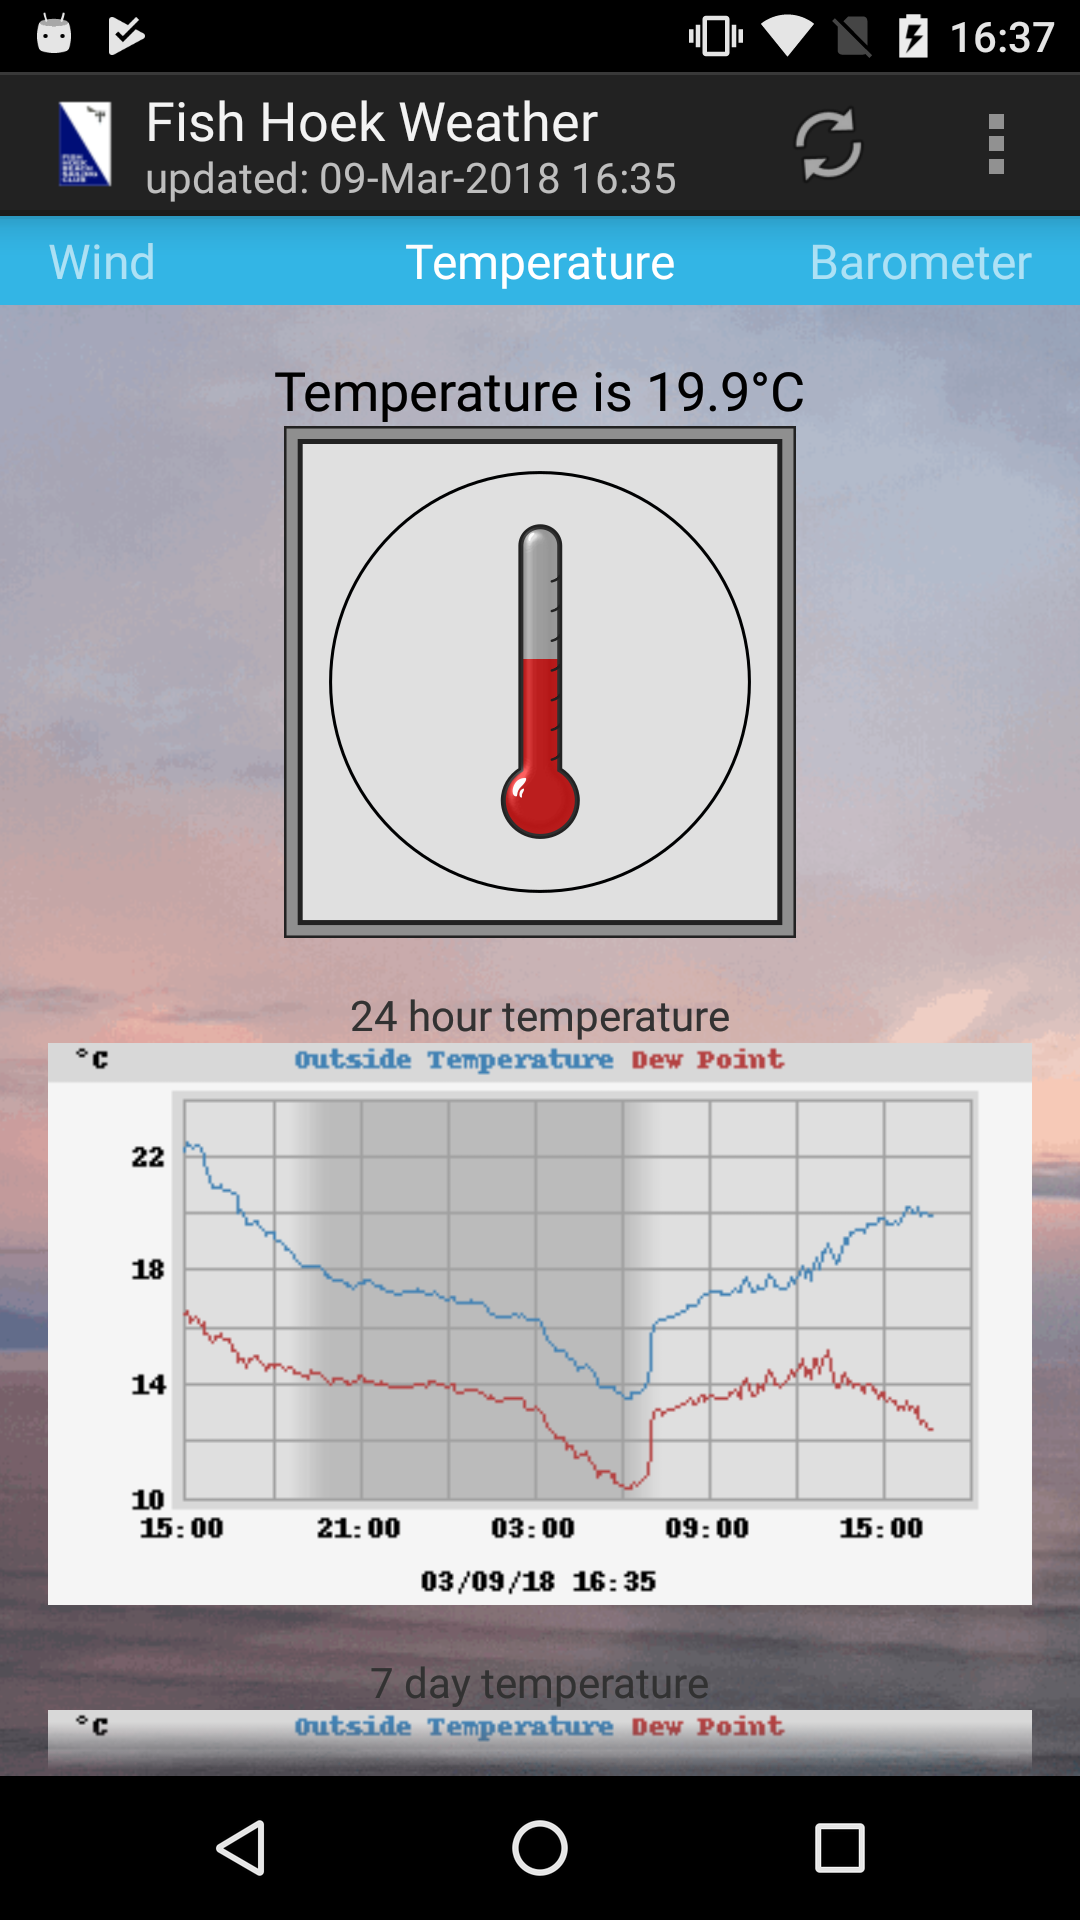 16:37
Fish Hoek Weather
updated: 09-Mar-2018 16:35
Wind Temperature Barometer
Temperature is 19.9°C
24 hour temperature
°C Outside Temperature Dew Point
22
18
14
10
15:00 21:00 03:00 09:00 15:00
03/09/18 16:35
7 day temperature
°C Outside Temperature Dew Point